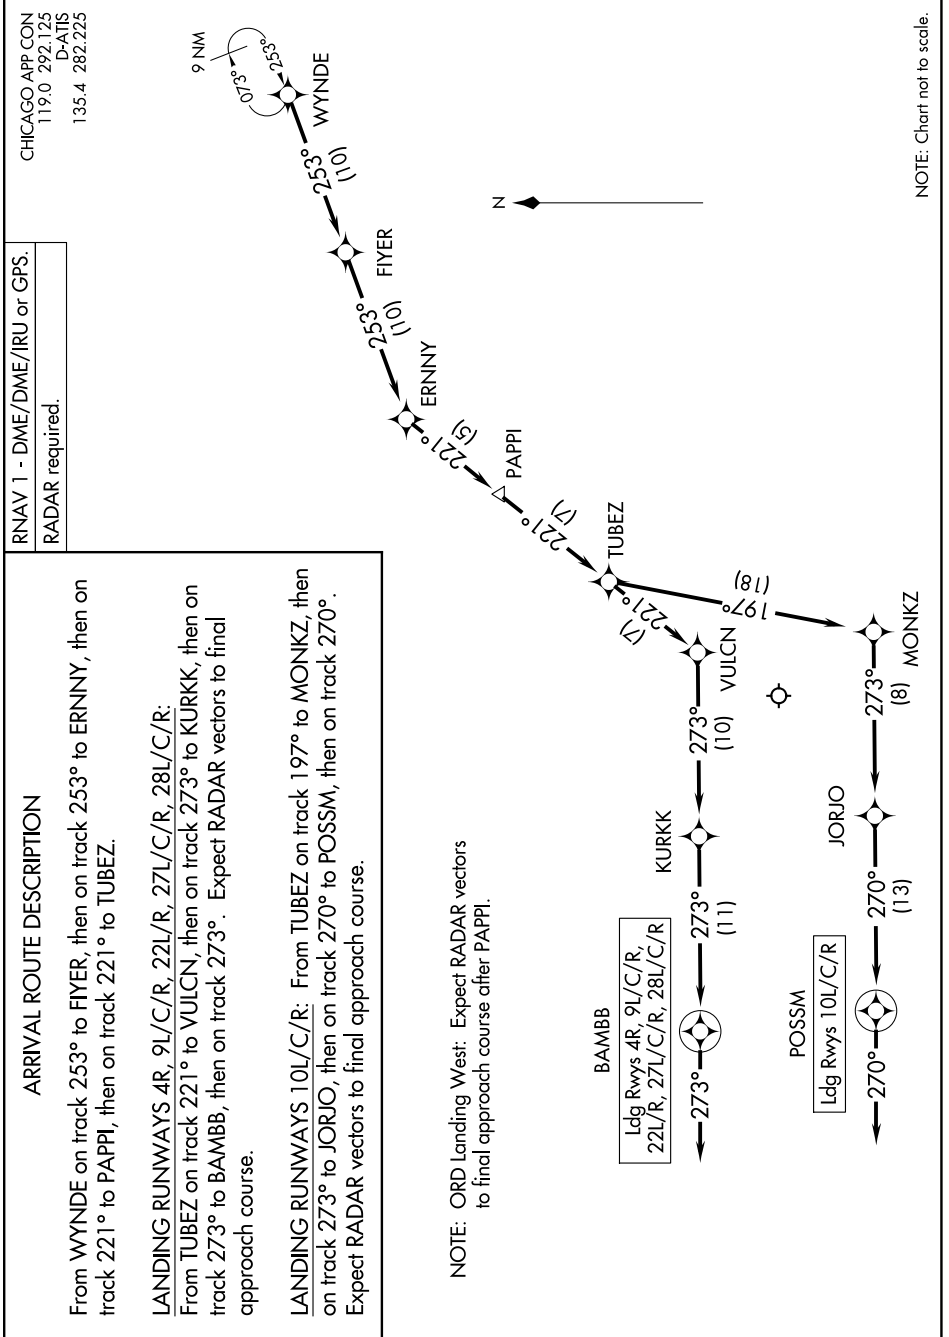 RNAV 1 - DME/DME/IRU or GPS.
RADAR required.
CHICAGO APP CON
119.0 292.125
D-ATIS
135.4 282.225
ARRIVAL ROUTE DESCRIPTION
From WYNDE on track 253° to FIYER, then on track 253° to ERNNY, then on
track 221° to PAPPI, then on track 221° to TUBEZ.
LANDING RUNWAYS 4R, 9L/C/R, 22L/R, 27L/C/R, 28L/C/R:
From TUBEZ on track 221° to VULCN, then on track 273° to KURKK, then on
track 273° to BAMBB, then on track 273°. Expect RADAR vectors to final
approach course.
LANDING RUNWAYS 10L/C/R: From TUBEZ on track 197° to MONKZ, then
on track 273° to JORJO, then on track 270° to POSSM, then on track 270°.
Expect RADAR vectors to final approach course.
9 NM
073°
253°
WYNDE
253°
(10)
FIYER
253°
(10)
ERNNY
221°
(5)
PAPPI
221°
(7)
TUBEZ
N
221°
(7)
197°
(18)
VULCN
MONKZ
273°
(10)
KURKK
273°
(11)
BAMBB
Ldg Rwys 4R, 9L/C/R,
22L/R, 27L/C/R, 28L/C/R
273°
273°
(8)
JORJO
270°
(13)
POSSM
Ldg Rwys 10L/C/R
270°
NOTE: ORD Landing West: Expect RADAR vectors
to final approach course after PAPPI.
NOTE: Chart not to scale.